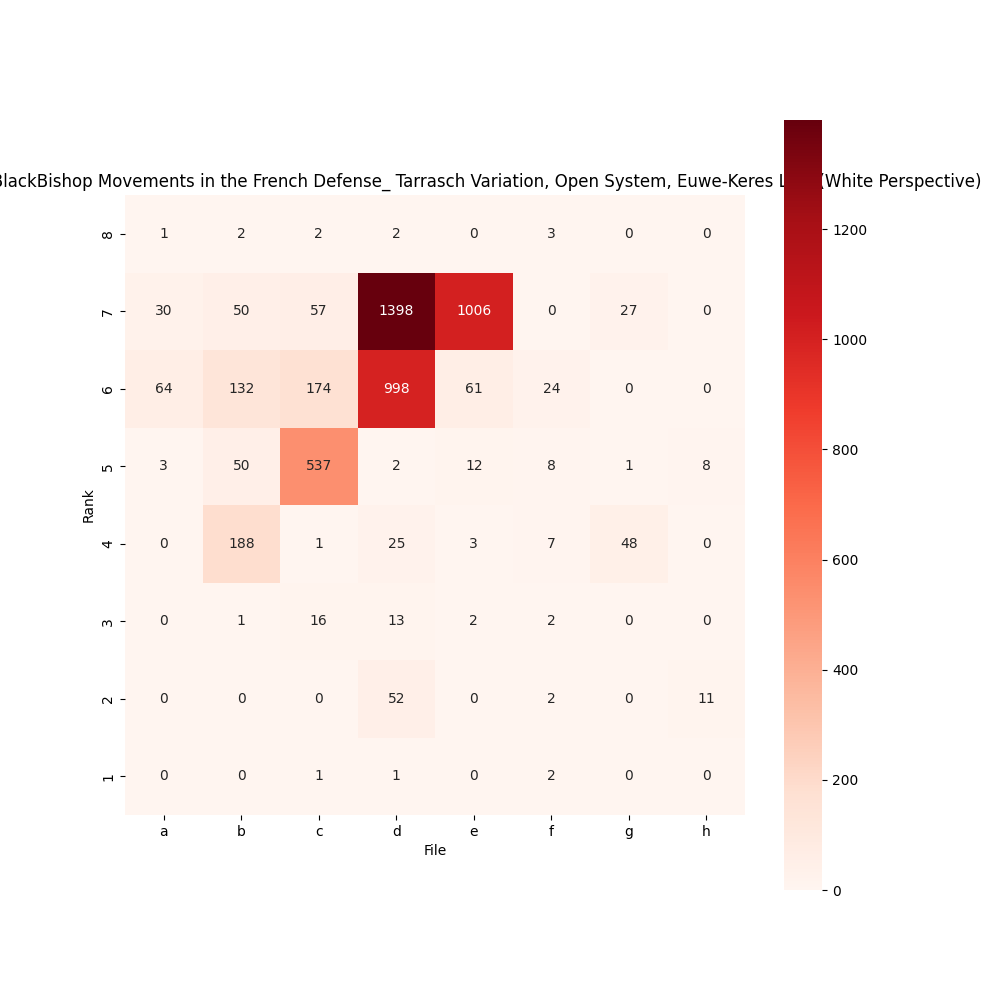 BlackBishop Movements in the French Defense_ Tarrasch Variation, Open System, Euwe-Keres L (White Perspective)
Rank
8 1 2 2 2 0 3 0 0
7 30 50 57 1398 1006 0 27 0
6 64 132 174 998 61 24 0 0
5 3 50 537 2 12 8 1 8
4 0 188 1 25 3 7 48 0
3 0 1 16 13 2 2 0 0
2 0 0 0 52 0 2 0 11
1 0 0 1 1 0 2 0 0
a b c d e f g h
File
1200
1000
800
600
400
200
0